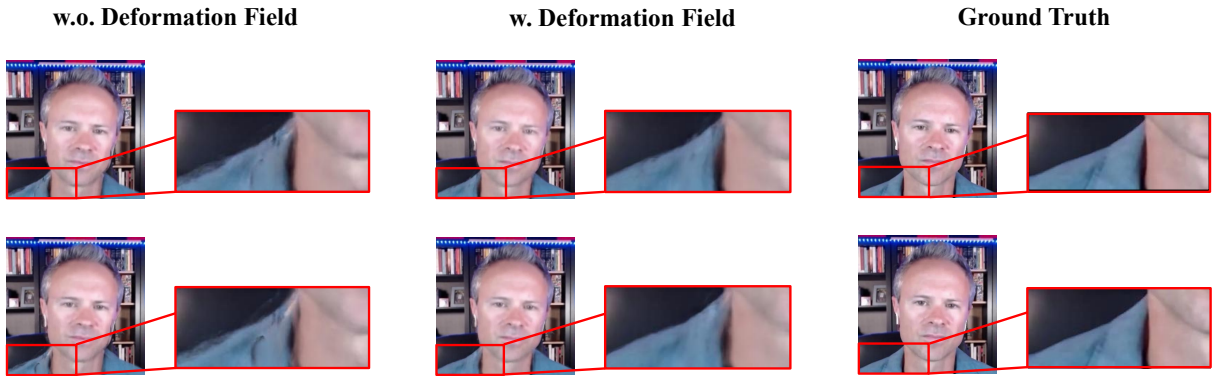 w.o. Deformation Field
w. Deformation Field
Ground Truth